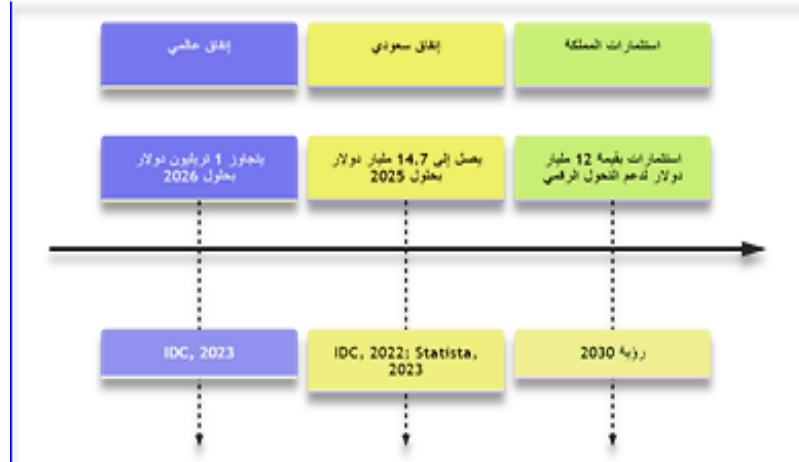 إنفاق عالمي
إنفاق سعودي
استثمارات المملكة
يتجاوز 1 تريليون دولار
بحلول 2026
يصل إلى 14.7 مليار دولار
بحلول 2025
استثمارات بقيمة 12 مليار
دولار لدعم التحول الرقمي
IDC, 2023
IDC, 2022; Statista,
2023
رؤية 2030